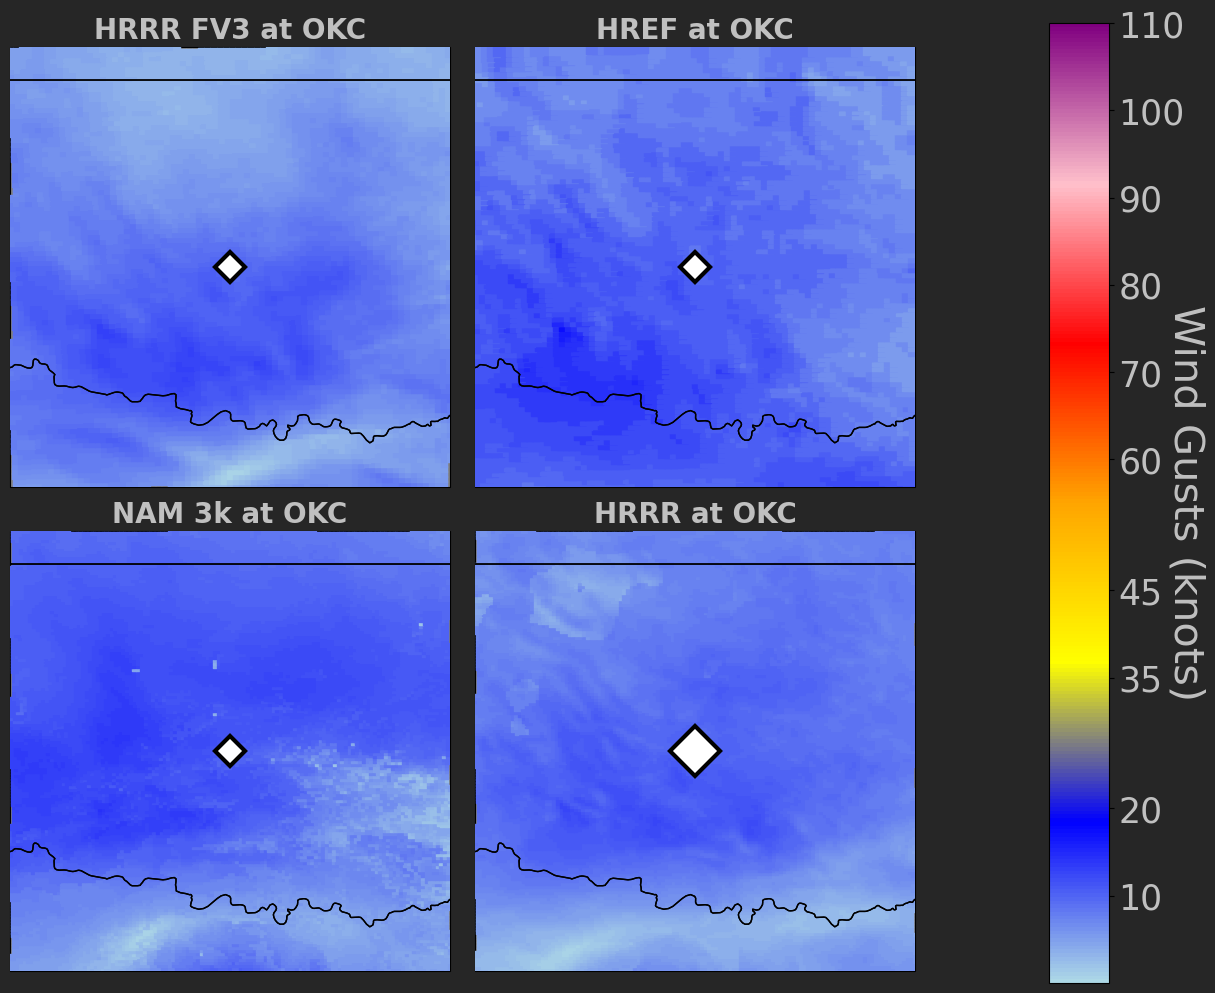 HRRR FV3 at OKC
HREF at OKC
NAM 3k at OKC
HRRR at OKC
110
100
90
80
70
60
45
35
20
10
Wind Gusts (knots)